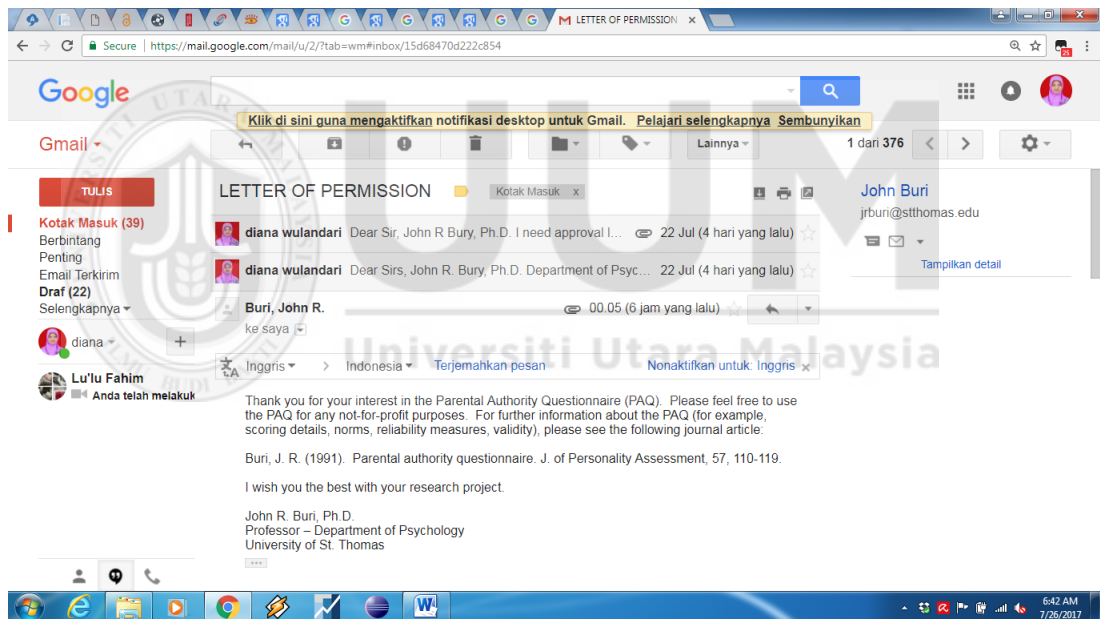 LETTER OF PERMISSION
Secure https://mail.google.com/mail/u/2/?tab=wm#inbox/15d68470d222c854
25
Google
Klik di sini guna mengaktifkan notifikasi desktop untuk Gmail. Pelajari selengkapnya Sembunyikan
Gmail
Lainnya
1 dari 376
TULIS
LETTER OF PERMISSION
Kotak Masuk x
John Buri
jrburi@stthomas.edu
Tampilkan detail
Kotak Masuk (39)
Berbintang
Penting
Email Terkirim
Draf (22)
Selengkapnya
diana
Lu'lu Fahim
Anda telah melakuk
diana wulandari Dear Sir, John R Bury, Ph.D. I need approval l... 22 Jul (4 hari yang lalu)
diana wulandari Dear Sirs, John R. Bury, Ph.D. Department of Psyc... 22 Jul (4 hari yang lalu)
Buri, John R. 00.05 (6 jam yang lalu)
ke saya
Inggris > Indonesia Terjemahkan pesan Nonaktifkan untuk: Inggris x
Thank you for your interest in the Parental Authority Questionnaire (PAQ). Please feel free to use
the PAQ for any not-for-profit purposes. For further information about the PAQ (for example,
scoring details, norms, reliability measures, validity), please see the following journal article:
Buri, J. R. (1991). Parental authority questionnaire. J. of Personality Assessment, 57, 110-119.
I wish you the best with your research project.
John R. Buri, Ph.D.
Professor – Department of Psychology
University of St. Thomas
UUM
Universiti Utara Malaysia
UNIVERSITI UTARA MALAYSIA
ILMU BUDI
6:42 AM
7/26/2017